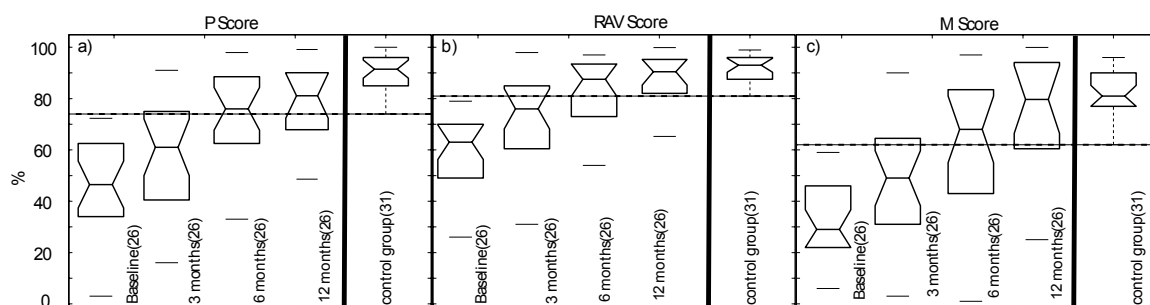 P Score
RAV Score
M Score
100
80
60
40
20
0
%
a)
Baseline(26)
3 months(26)
6 months(26)
12 months(26)
control group(31)
b)
Baseline(26)
3 months(26)
6 months(26)
12 months(26)
control group(31)
c)
Baseline(26)
3 months(26)
6 months(26)
12 months(26)
control group(31)